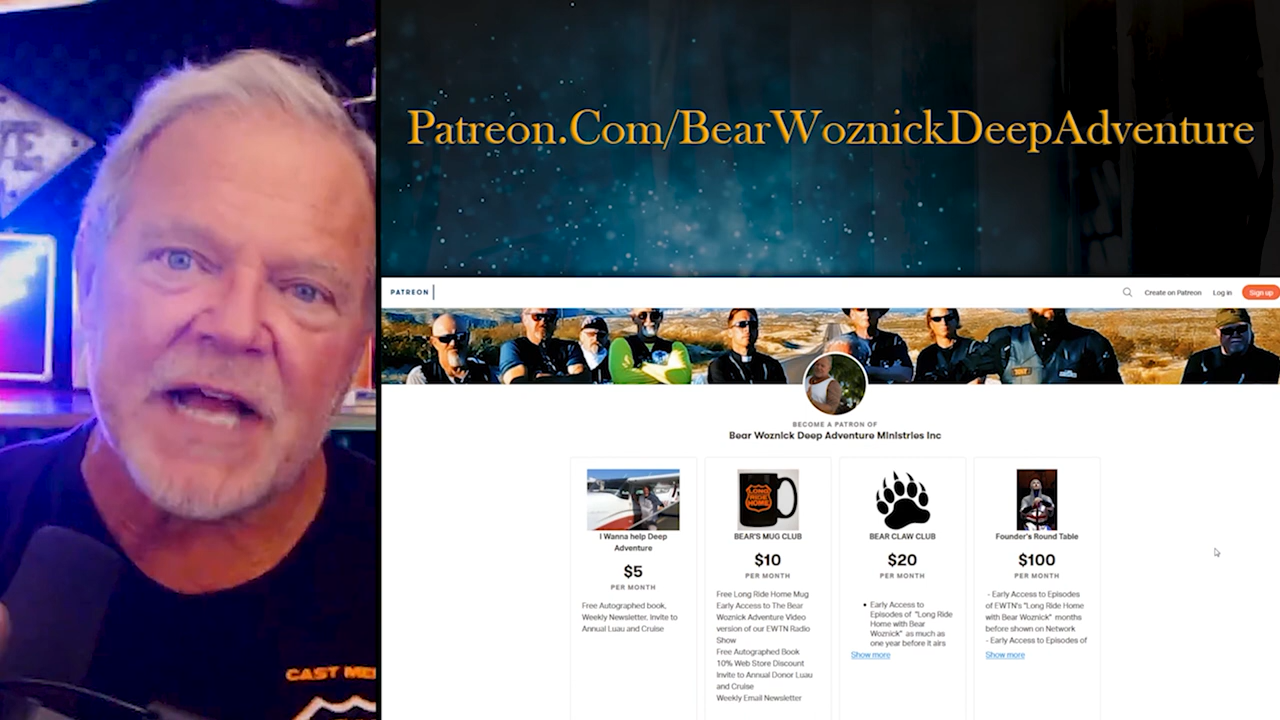 Patreon.Com/BearWoznickDeepAdventure
PATREON
Create on Patreon
Log in
Sign up
BECOME A PATRON OF
Bear Woznick Deep Adventure Ministries Inc
I Wanna help Deep
Adventure
$5
PER MONTH
Free Autographed book,
Weekly Newsletter, Invite to
Annual Luau and Cruise
LONG
RIDE
HOME
BEAR'S MUG CLUB
$10
PER MONTH
Free Long Ride Home Mug
Early Access to The Bear
Woznick Adventure Video
version of our EWTN Radio
Show
Free Autographed Book
10% Web Store Discount
Invite to Annual Donor Luau
and Cruise
Weekly Email Newsletter
BEAR CLAW CLUB
$20
PER MONTH
• Early Access to
Episodes of "Long Ride
Home with Bear
Woznick" as much as
one year before it airs
Show more
Founder's Round Table
$100
PER MONTH
- Early Access to Episodes
of EWTN's "Long Ride Home
with Bear Woznick" months
before shown on Network
- Early Access to Episodes of
Show more
CAST